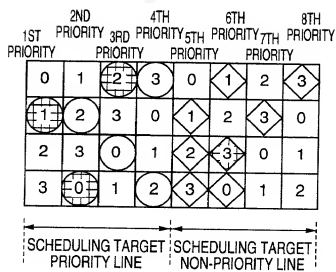 2ND PRIORITY 4TH PRIORITY 6TH PRIORITY 8TH PRIORITY
1ST PRIORITY 3RD PRIORITY 5TH PRIORITY 7TH PRIORITY
0 1 2 3 0 1 2 3
1 2 3 0 1 2 3 0
2 3 0 1 2 3 0 1
3 0 1 2 3 0 1 2
SCHEDULING TARGET PRIORITY LINE
SCHEDULING TARGET NON-PRIORITY LINE